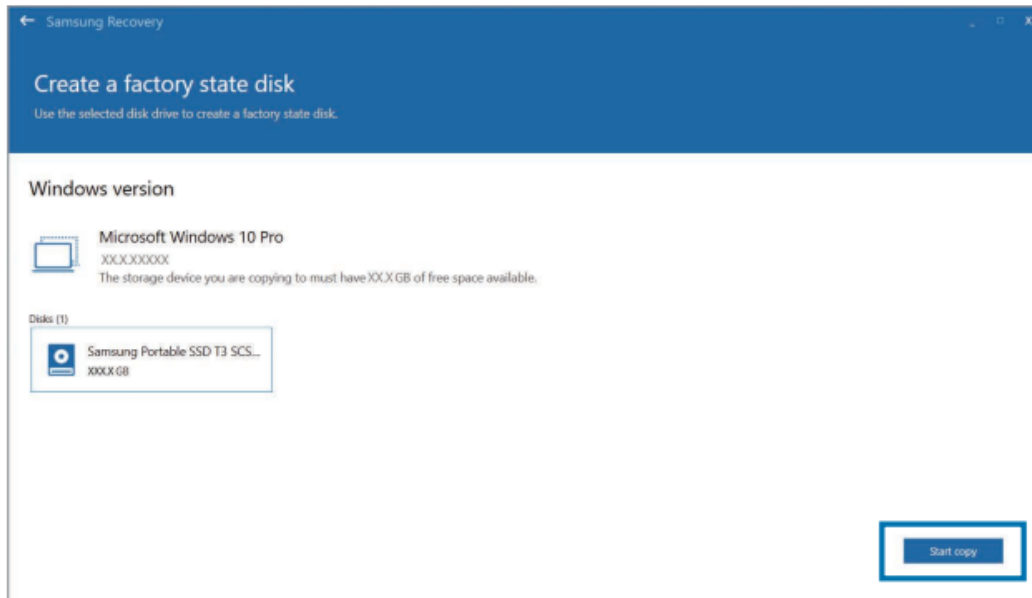 Samsung Recovery
Create a factory state disk
Use the selected disk drive to create a factory state disk.
Windows version
Microsoft Windows 10 Pro
XX.X.XXXXX
The storage device you are copying to must have XX.X GB of free space available.
Disks (1)
Samsung Portable SSD T3 SCS...
XXX.X GB
Start copy